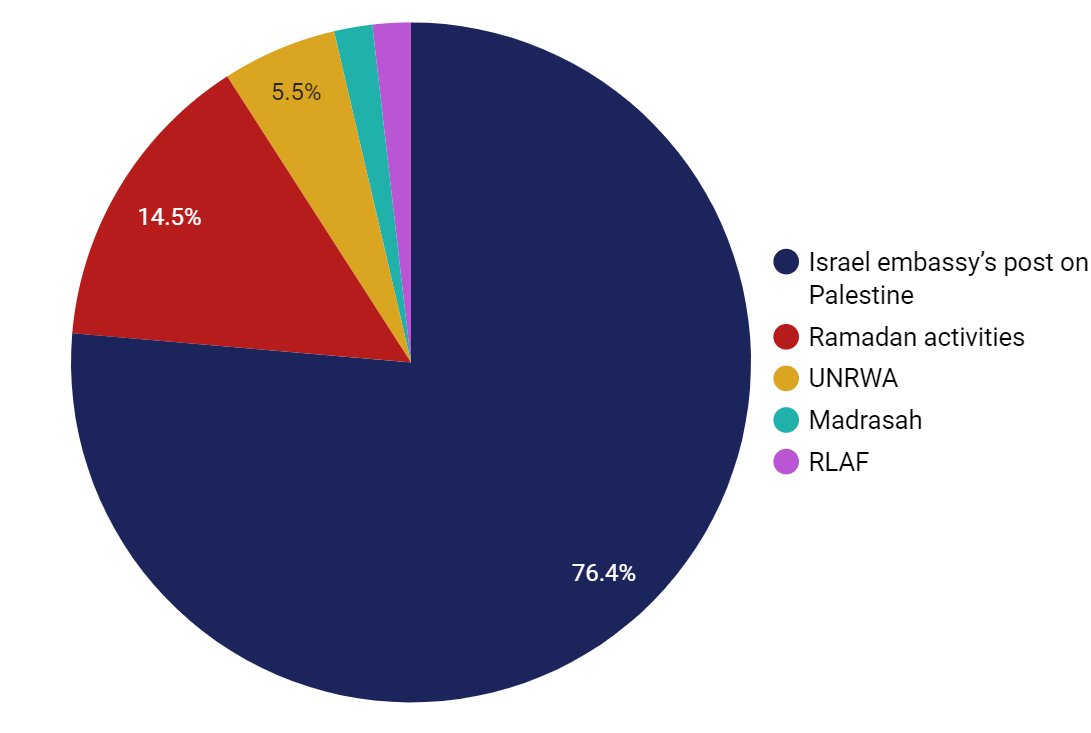 5.5%
14.5%
76.4%
Israel embassy’s post on
Palestine
Ramadan activities
UNRWA
Madrasah
RLAF